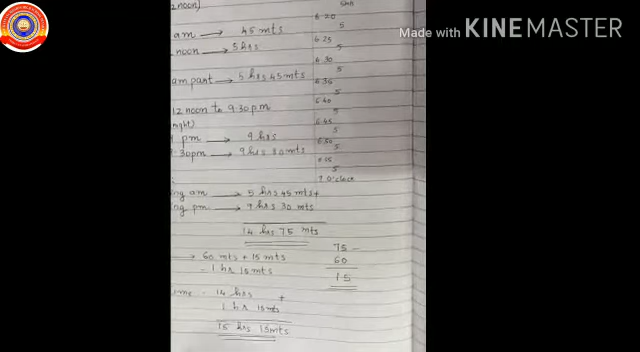 2 noon)
am → 45 mts
noon → 5 hrs
am part → 5 hrs 45 mts
12 noon to 9.30 pm
night)
pm → 9 hrs
9.30pm → 9 hrs 30 mts
ng am → 5 hrs 45 mts +
ng pm → 9 hrs 30 mts
14 hrs 75 mts
→ 60 mts + 15 mts
= 1 hr 15 mts
14 hrs +
1 hr 15 mts
15 hrs 15 mts
6.20
5
6.25
5
6.30
5
6.35
5
6.40
5
6.45
5
6.50
5
6.55
5
7 o'clock
75 -
60
15
Made with KINEMASTER